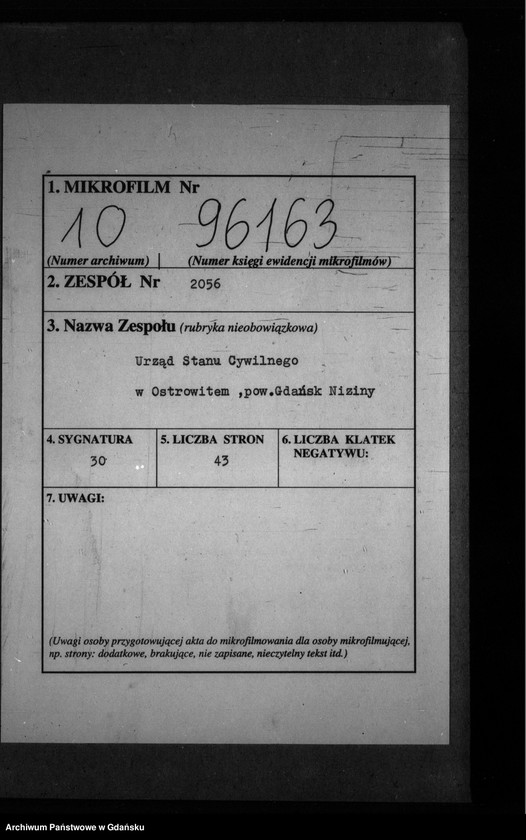 1. MIKROFILM Nr
10 96163
(Numer archiwum) (Numer księgi ewidencji mikrofilmów)
2. ZESPÓŁ Nr 2056
3. Nazwa Zespołu (rubryka nieobowiązkowa)
Urząd Stanu Cywilnego
w Ostrowitem ,pow.Gdańsk Niziny
4. SYGNATURA 5. LICZBA STRON 6. LICZBA KLATEK
NEGATYWU:
30 43
7. UWAGI:
(Uwagi osoby przygotowującej akta do mikrofilmowania dla osoby mikrofilmującej,
np. strony: dodatkowe, brakujące, nie zapisane, nieczytelny tekst itd.)
Archiwum Państwowe w Gdańsku